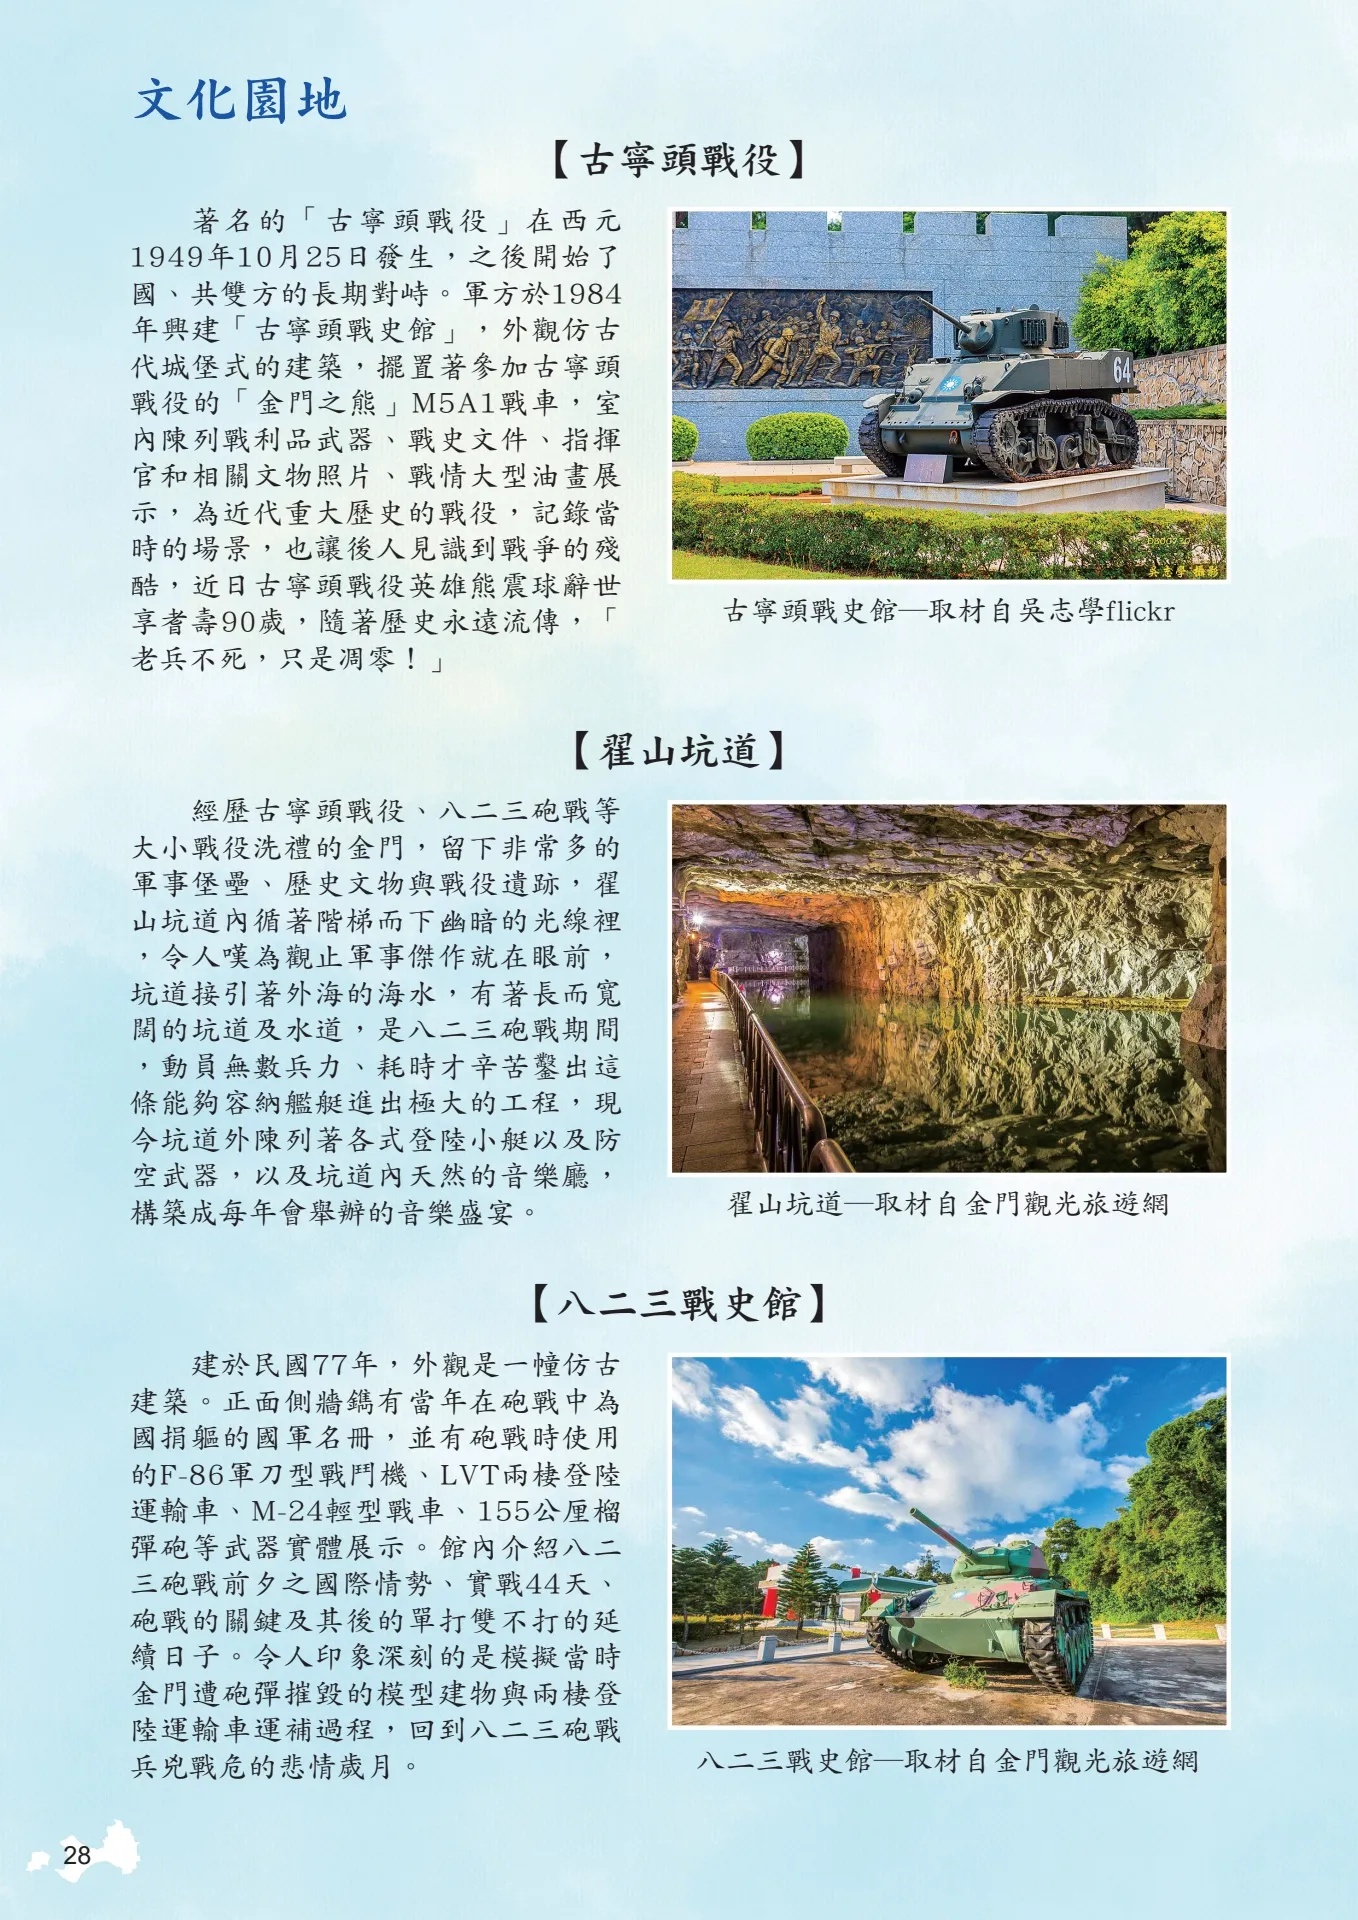 文化園地
【古寧頭戰役】
著名的「古寧頭戰役」在西元
1949年10月25日發生，之後開始了
國、共雙方的長期對峙。軍方於1984
年興建「古寧頭戰史館」，外觀仿古
代城堡式的建築，擺置著參加古寧頭
戰役的「金門之熊」M5A1戰車，室
內陳列戰利品武器、戰史文件、指揮
官和相關文物照片、戰情大型油畫展
示，為近代重大歷史的戰役，記錄當
時的場景，也讓後人見識到戰爭的殘
酷，近日古寧頭戰役英雄熊震球辭世
享耆壽90歲，隨著歷史永遠流傳，「
老兵不死，只是凋零！」
64
吳志學 攝影
古寧頭戰史館—取材自吳志學flickr
【翟山坑道】
經歷古寧頭戰役、八二三砲戰等
大小戰役洗禮的金門，留下非常多的
軍事堡壘、歷史文物與戰役遺跡，翟
山坑道內循著階梯而下幽暗的光線裡
，令人嘆為觀止軍事傑作就在眼前，
坑道接引著外海的海水，有著長而寬
闊的坑道及水道，是八二三砲戰期間
，動員無數兵力、耗時才辛苦鑿出這
條能夠容納艦艇進出極大的工程，現
今坑道外陳列著各式登陸小艇以及防
空武器，以及坑道內天然的音樂廳，
構築成每年會舉辦的音樂盛宴。
翟山坑道—取材自金門觀光旅遊網
【八二三戰史館】
建於民國77年，外觀是一幢仿古
建築。正面側牆鐫有當年在砲戰中為
國捐軀的國軍名冊，並有砲戰時使用
的F-86軍刀型戰鬥機、LVT兩棲登陸
運輸車、M-24輕型戰車、155公厘榴
彈砲等武器實體展示。館內介紹八二
三砲戰前夕之國際情勢、實戰44天、
砲戰的關鍵及其後的單打雙不打的延
續日子。令人印象深刻的是模擬當時
金門遭砲彈摧毀的模型建物與兩棲登
陸運輸車運補過程，回到八二三砲戰
兵兇戰危的悲情歲月。
八二三戰史館—取材自金門觀光旅遊網
28